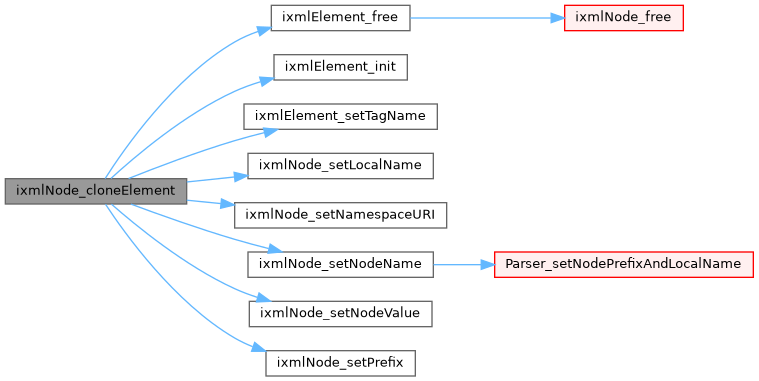 ixmlElement_free
ixmlNode_free
ixmlElement_init
ixmlElement_setTagName
ixmlNode_setLocalName
ixmlNode_cloneElement
ixmlNode_setNamespaceURI
ixmlNode_setNodeName
Parser_setNodePrefixAndLocalName
ixmlNode_setNodeValue
ixmlNode_setPrefix